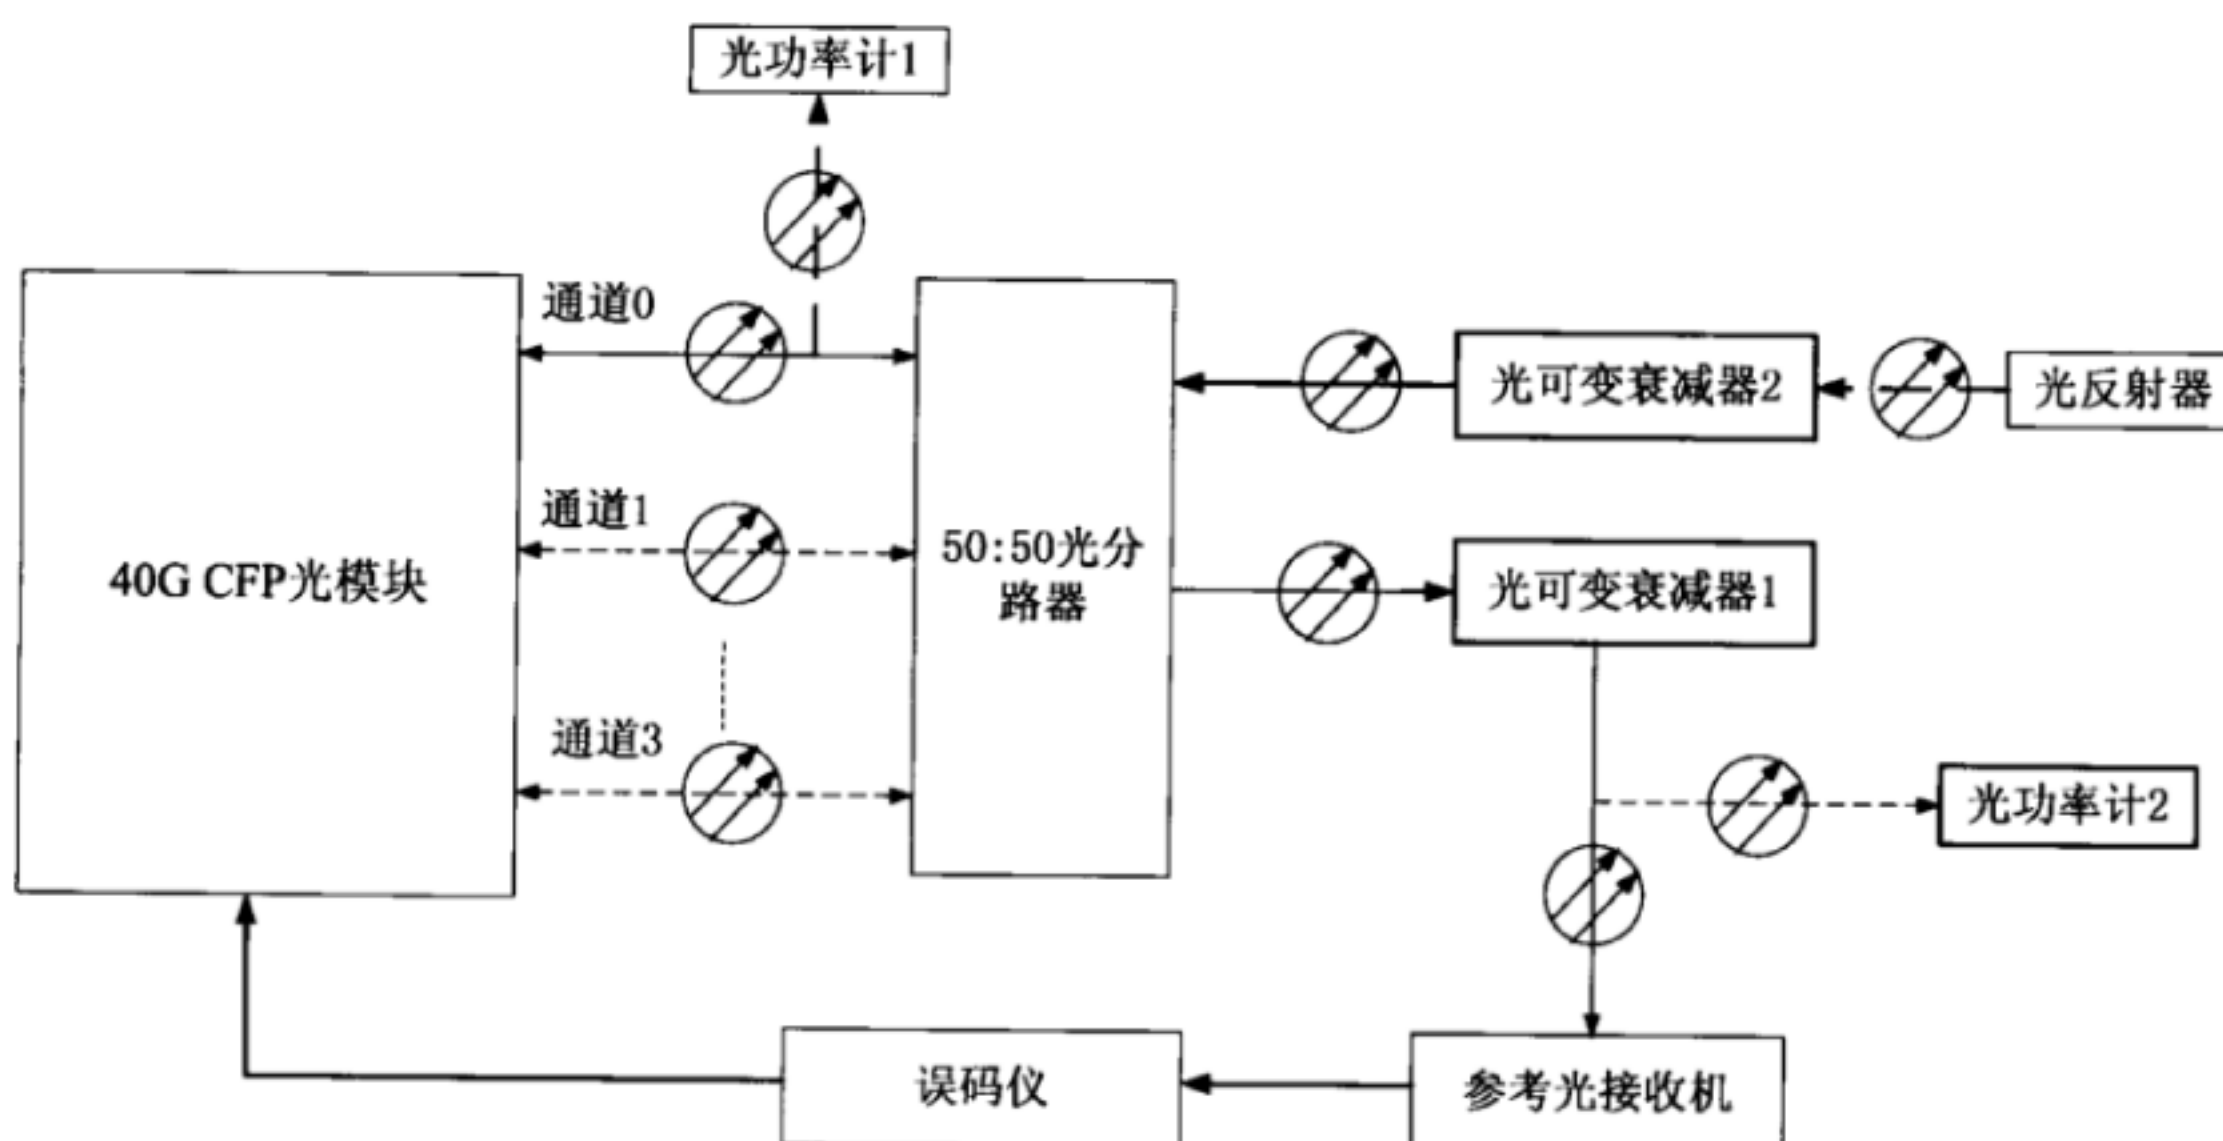 光功率计1
通道0
光可变衰减器2
光反射器
通道1
50:50光分
路器
40G CFP光模块
光可变衰减器1
通道3
光功率计2
误码仪
参考光接收机